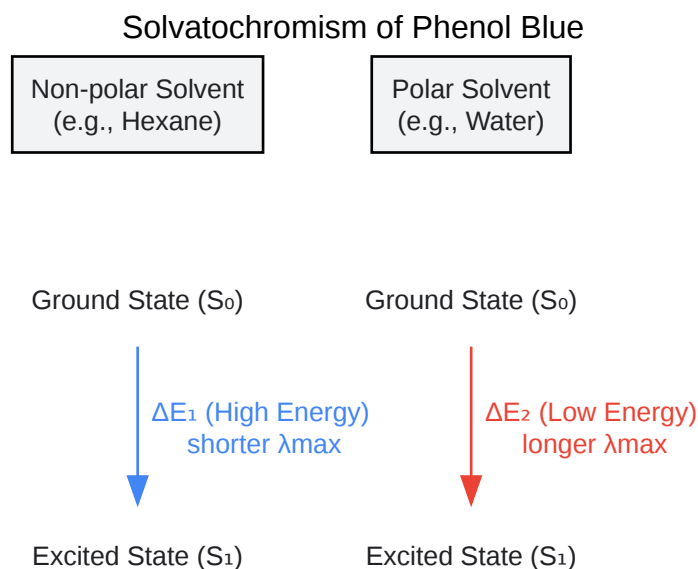 Solvatochromism of Phenol Blue
Non-polar Solvent
(e.g., Hexane)
Polar Solvent
(e.g., Water)
Ground State (S₀)
Ground State (S₀)
ΔE₁ (High Energy)
shorter λmax
ΔE₂ (Low Energy)
longer λmax
Excited State (S₁)
Excited State (S₁)